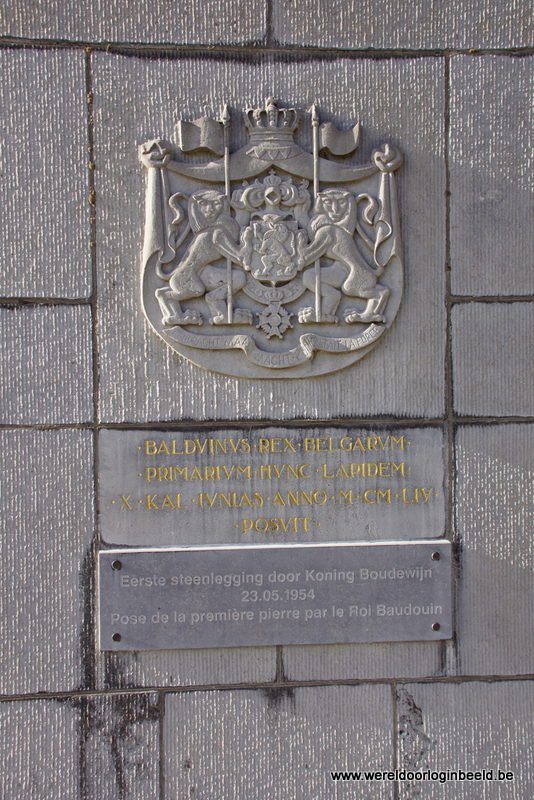 ·BALDVINVS·REX·BELGARVM·
·PRIMARIVM·HVNC·LAPIDEM·
·X·KAL·IVNIAS·ANNO·M·CM·LIV·
·POSVIT·
Eerste steenlegging door Koning Boudewijn
23.05.1954
Pose de la première pierre par le Roi Baudouin
www.wereldoorloginbeeld.be